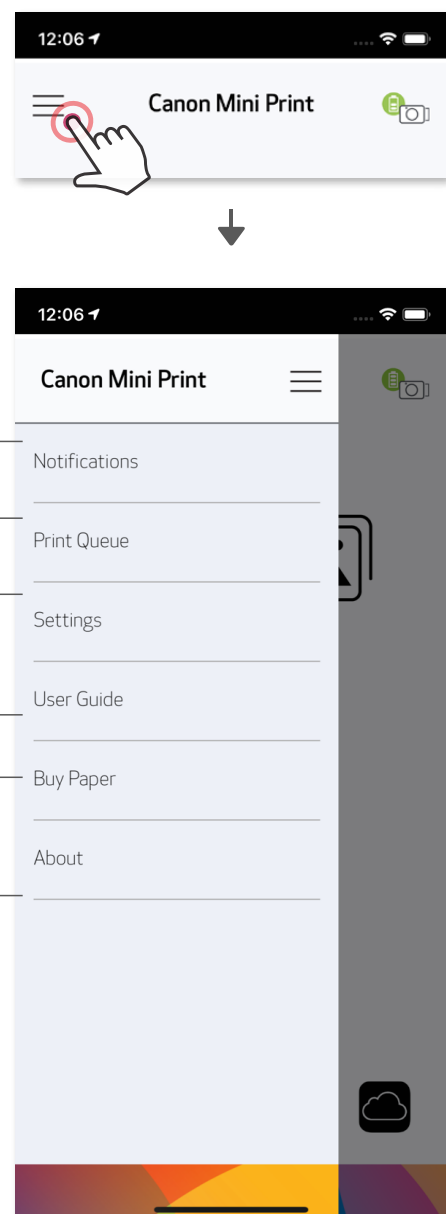 12:06
Canon Mini Print
12:06
Canon Mini Print
Notifications
Print Queue
Settings
User Guide
Buy Paper
About